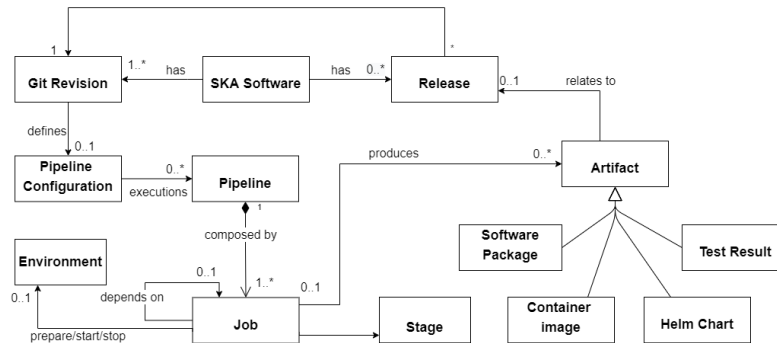 1
*
1..*
has
has
0..*
Git Revision
SKA Software
Release
0..1
relates to
defines
0..1
0..*
produces
0..*
Pipeline
Configuration
executions
Pipeline
Artifact
1
composed by
Software
Package
Test Result
Environment
0..1
0..1
depends on
1..*
0..1
Job
Stage
Container
image
Helm Chart
prepare/start/stop